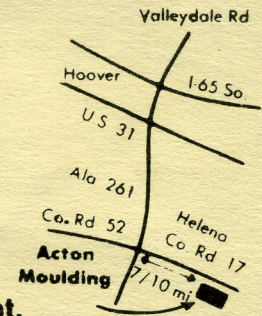 Valleydale Rd
Hoover
I-65 So.
U S 31
Ala 261
Co. Rd 52
Helena
Co Rd 17
Acton
Moulding
7/10 mi
nt.